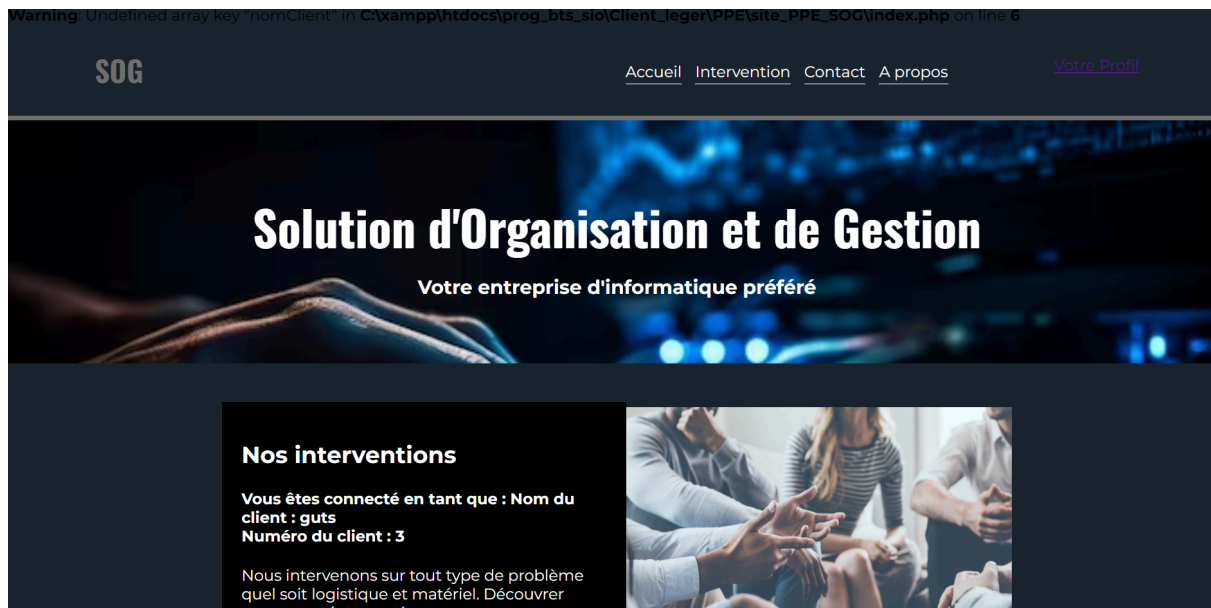 Warning: Undefined array key "nomClient" in C:\xampp\htdocs\prog_bts_sio\Client_leger\PPE\site_PPE_SOG\index.php on line 6
SOG
Accueil Intervention Contact A propos
Votre Profil
Solution d'Organisation et de Gestion
Votre entreprise d'informatique préféré
Nos interventions
Vous êtes connecté en tant que : Nom du
client : guts
Numéro du client : 3
Nous intervenons sur tout type de problème
quel soit logistique et matériel. Découvrer